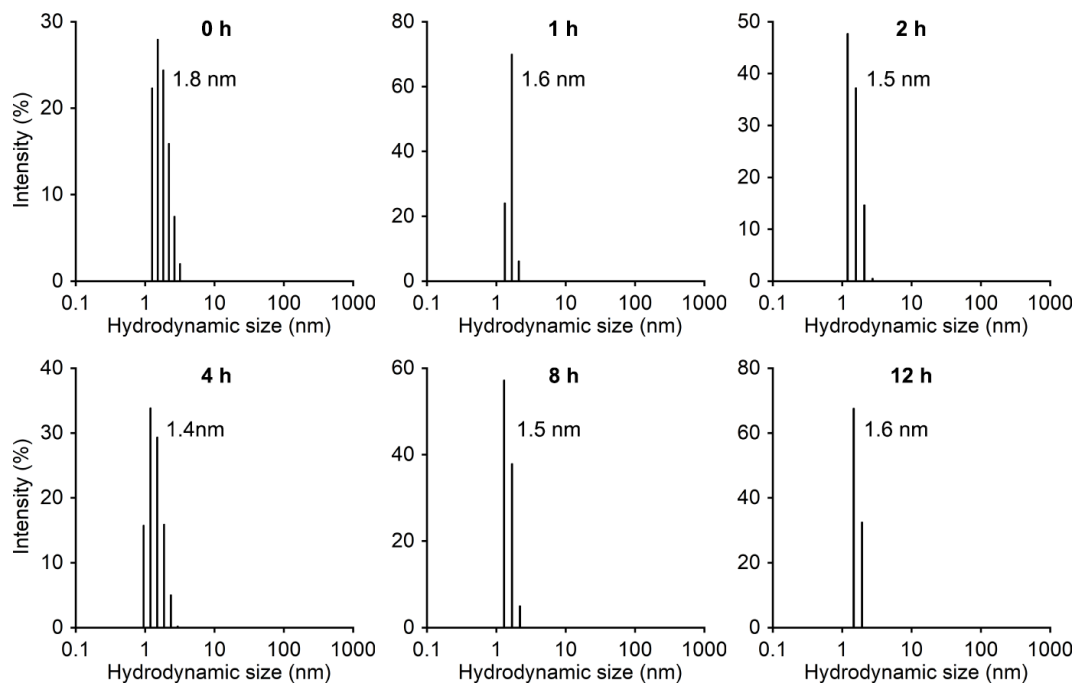 0 h
30
20
10
0
Intensity (%)
1.8 nm
0.1 1 10 100 1000
Hydrodynamic size (nm)
1 h
80
60
40
20
0
1.6 nm
0.1 1 10 100 1000
Hydrodynamic size (nm)
2 h
50
40
30
20
10
0
1.5 nm
0.1 1 10 100 1000
Hydrodynamic size (nm)
4 h
40
30
20
10
0
Intensity (%)
1.4nm
0.1 1 10 100 1000
Hydrodynamic size (nm)
8 h
60
40
20
0
1.5 nm
0.1 1 10 100 1000
Hydrodynamic size (nm)
12 h
80
60
40
20
0
1.6 nm
0.1 1 10 100 1000
Hydrodynamic size (nm)